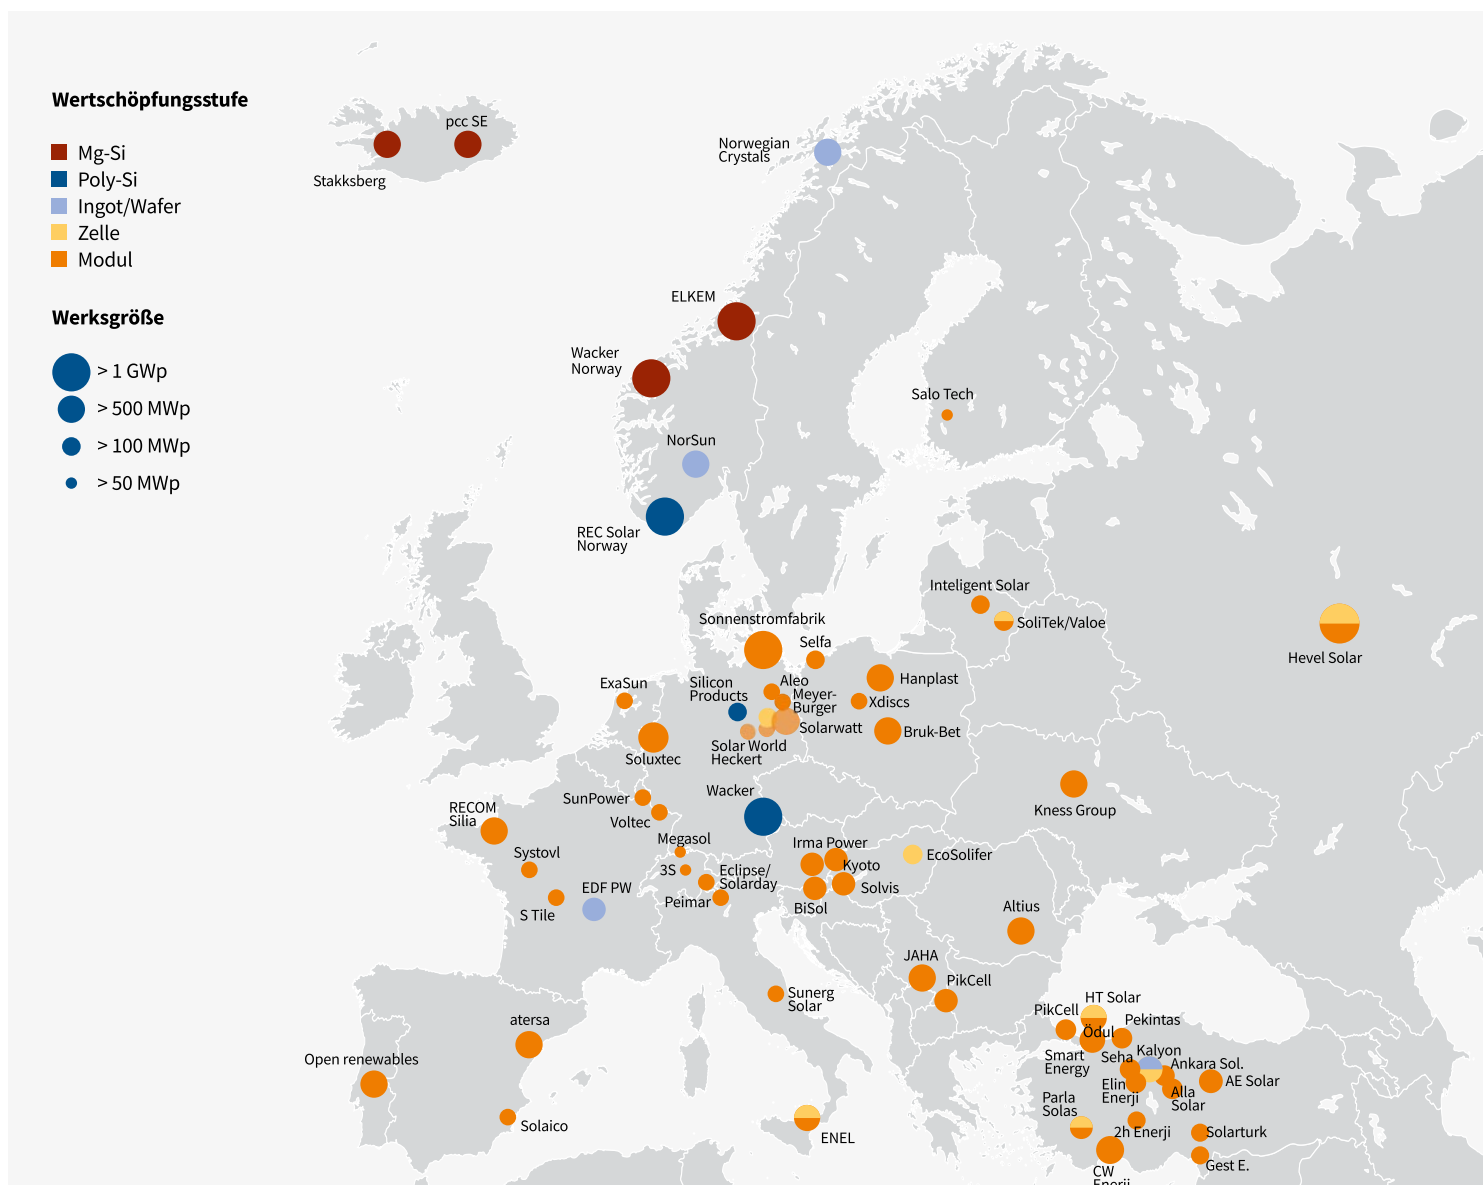 Wertschöpfungsstufe
Mg-Si
Poly-Si
Ingot/Wafer
Zelle
Modul
Werksgröße
> 1 GWp
> 500 MWp
> 100 MWp
> 50 MWp
pcc SE
Stakksberg
Norwegian
Crystals
ELKEM
Wacker
Norway
Salo Tech
NorSun
REC Solar
Norway
Inteligent Solar
SoliTek/Valoe
Hevel Solar
Sonnenstromfabrik
Selfa
ExaSun
Silicon
Products
Aleo
Meyer-
Burger
Hanplast
Xdiscs
Solarwatt
Bruk-Bet
Solar World
Heckert
Soluxtec
Wacker
SunPower
Voltec
RECOM
Silia
Kness Group
Megasol
3S
Systovl
Eclipse/
Solarday
Peimar
Irma Power
Kyoto
Solvis
BiSol
EcoSolifer
EDF PW
S Tile
Altius
JAHA
PikCell
Sunerg
Solar
atersa
Open renewables
Solaico
ENEL
HT Solar
PikCell
Pekintas
Ödul
Smart
Energy
Seha
Kalyon
Ankara Sol.
AE Solar
Elin
Enerji
Alla
Solar
Parla
Solas
2h Enerji
Solarturk
Gest E.
CW
Enerji